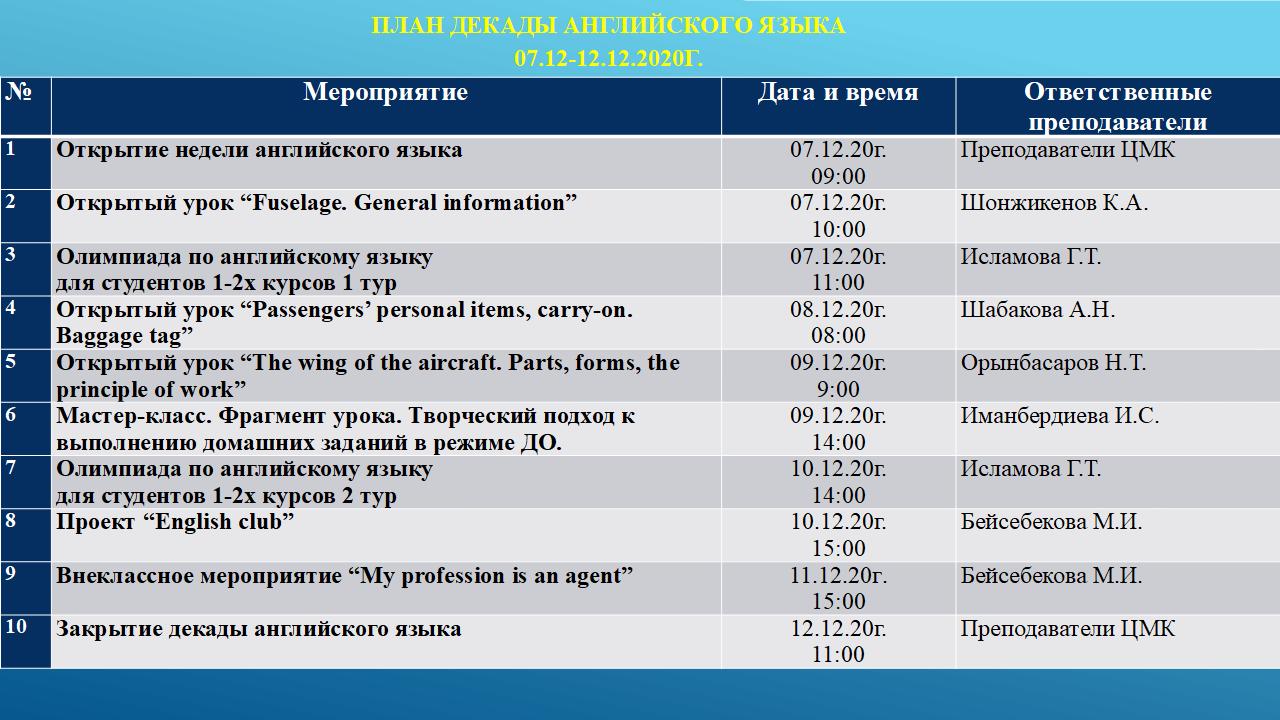 ПЛАН ДЕКАДЫ АНГЛИЙСКОГО ЯЗЫКА
07.12-12.12.2020Г.
№ Мероприятие Дата и время Ответственные
преподаватели
1 Открытие недели английского языка 07.12.20г. Преподаватели ЦМК
09:00
2 Открытый урок “Fuselage. General information” 07.12.20г. Шонжикенов К.А.
10:00
3 Олимпиада по английскому языку 07.12.20г. Исламова Г.Т.
для студентов 1-2х курсов 1 тур 11:00
4 Открытый урок “Passengers’ personal items, carry-on. 08.12.20г. Шабакова А.Н.
Baggage tag” 08:00
5 Открытый урок “The wing of the aircraft. Parts, forms, the 09.12.20г. Орынбасаров Н.Т.
principle of work” 9:00
6 Мастер-класс. Фрагмент урока. Творческий подход к 09.12.20г. Иманбердиева И.С.
выполнению домашних заданий в режиме ДО. 14:00
7 Олимпиада по английскому языку 10.12.20г. Исламова Г.Т.
для студентов 1-2х курсов 2 тур 14:00
8 Проект “English club” 10.12.20г. Бейсебекова М.И.
15:00
9 Внеклассное мероприятие “My profession is an agent” 11.12.20г. Бейсебекова М.И.
15:00
10 Закрытие декады английского языка 12.12.20г. Преподаватели ЦМК
11:00